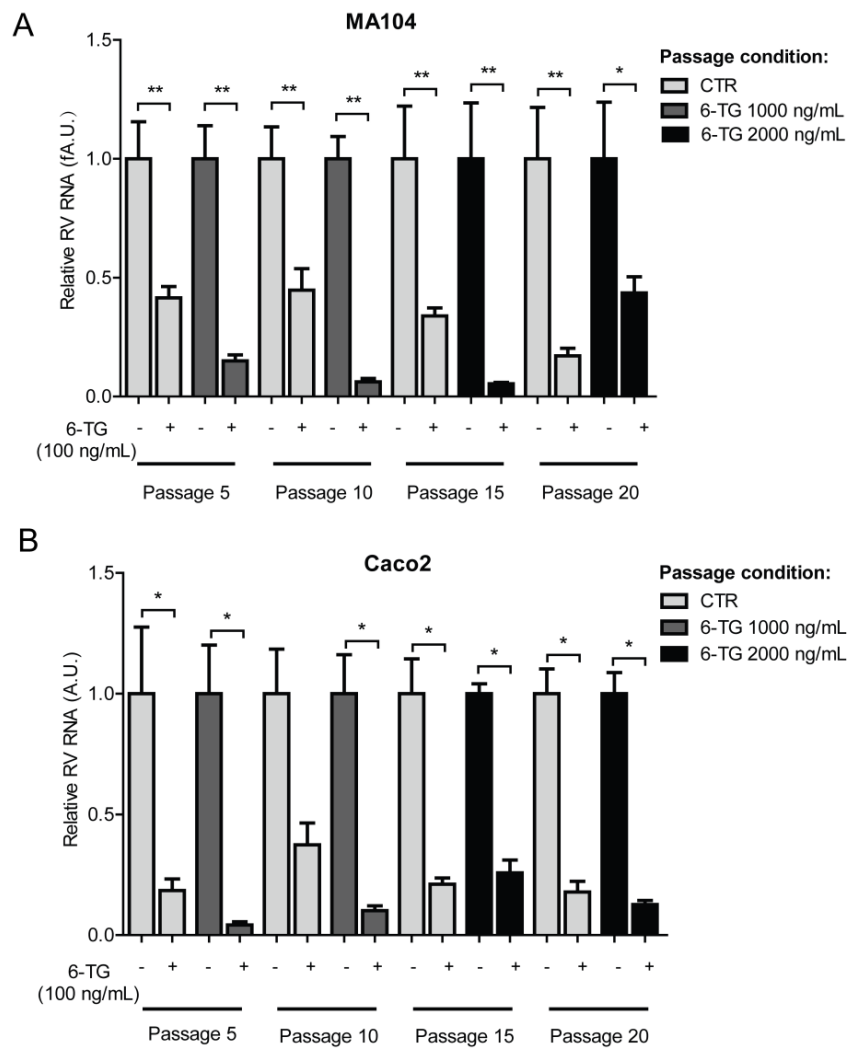 A
MA104
1.5
1.0
0.5
0.0
Relative RV RNA (fA.U.)
** ** ** ** ** ** ** *
Passage condition:
CTR
6-TG 1000 ng/mL
6-TG 2000 ng/mL
6-TG
(100 ng/mL)
- + - + - + - + - + - + - + - +
Passage 5 Passage 10 Passage 15 Passage 20
B
Caco2
1.5
1.0
0.5
0.0
Relative RV RNA (A.U.)
* * * * * * *
Passage condition:
CTR
6-TG 1000 ng/mL
6-TG 2000 ng/mL
6-TG
(100 ng/mL)
- + - + - + - + - + - + - + - +
Passage 5 Passage 10 Passage 15 Passage 20